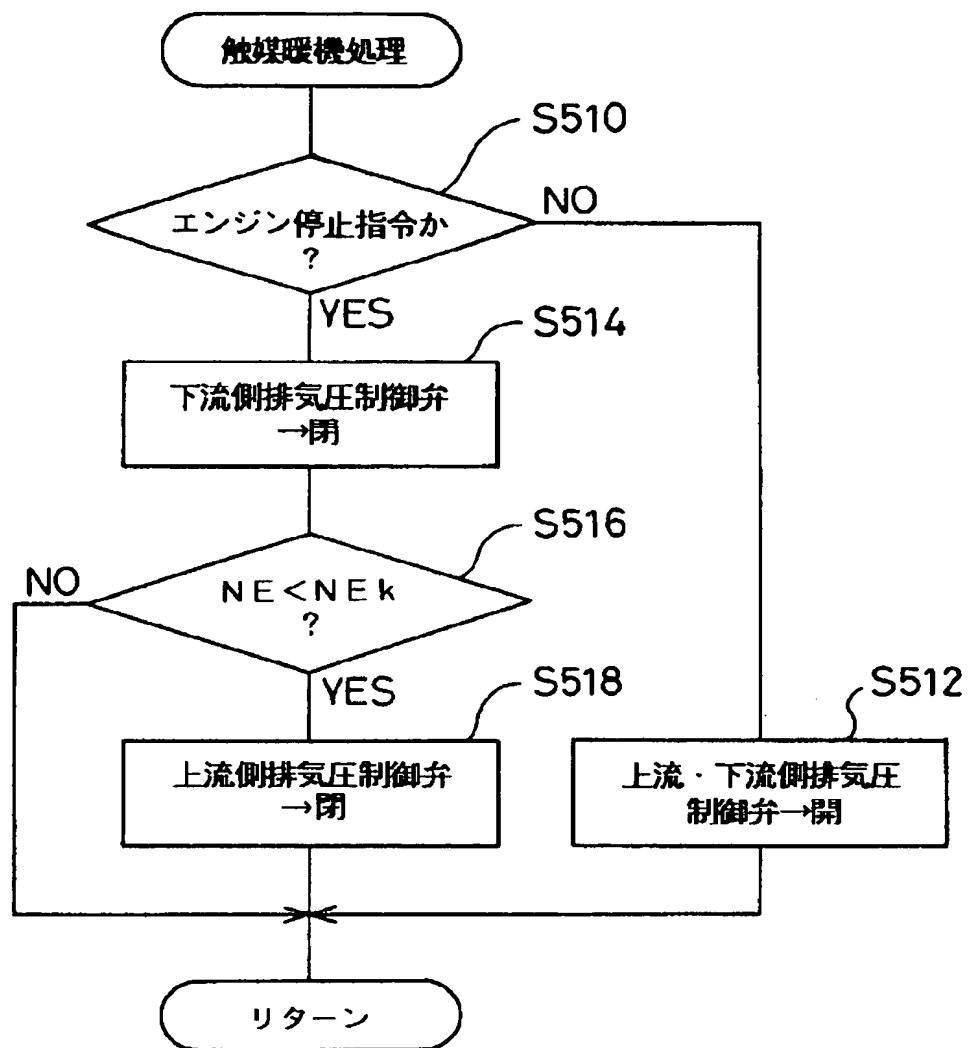 触媒暖機処理
S510
エンジン停止指令か
?
NO
YES
S514
下流側排気圧制御弁
→閉
S516
NE<NEk
?
NO
YES
S518
上流側排気圧制御弁
→閉
S512
上流・下流側排気圧
制御弁→開
リターン